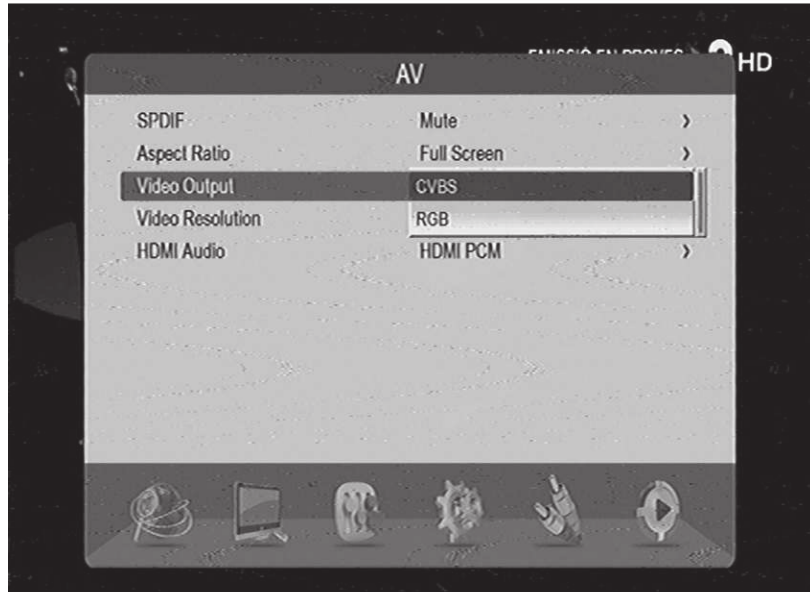 HD
AV
SPDIF Mute
Aspect Ratio Full Screen
Video Output CVBS
Video Resolution RGB
HDMI Audio HDMI PCM